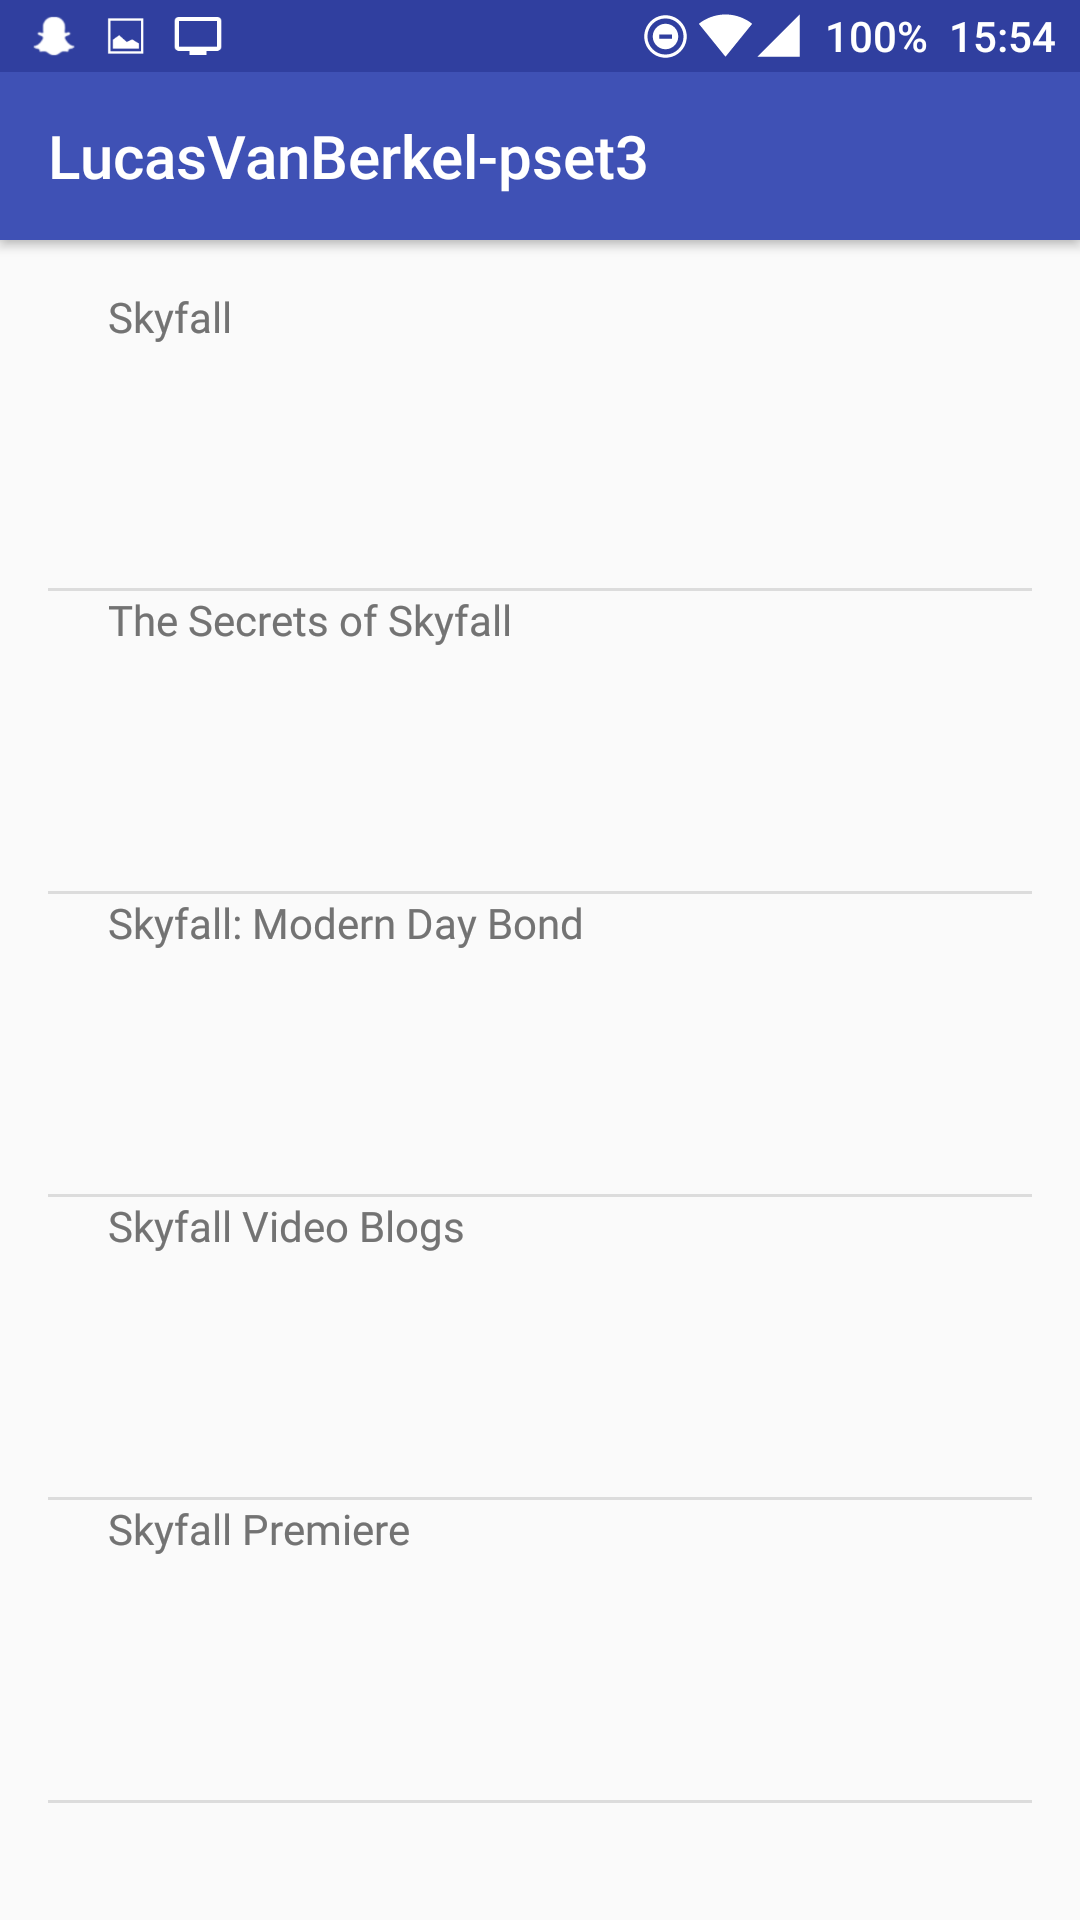 100% 15:54
LucasVanBerkel-pset3
Skyfall
The Secrets of Skyfall
Skyfall: Modern Day Bond
Skyfall Video Blogs
Skyfall Premiere